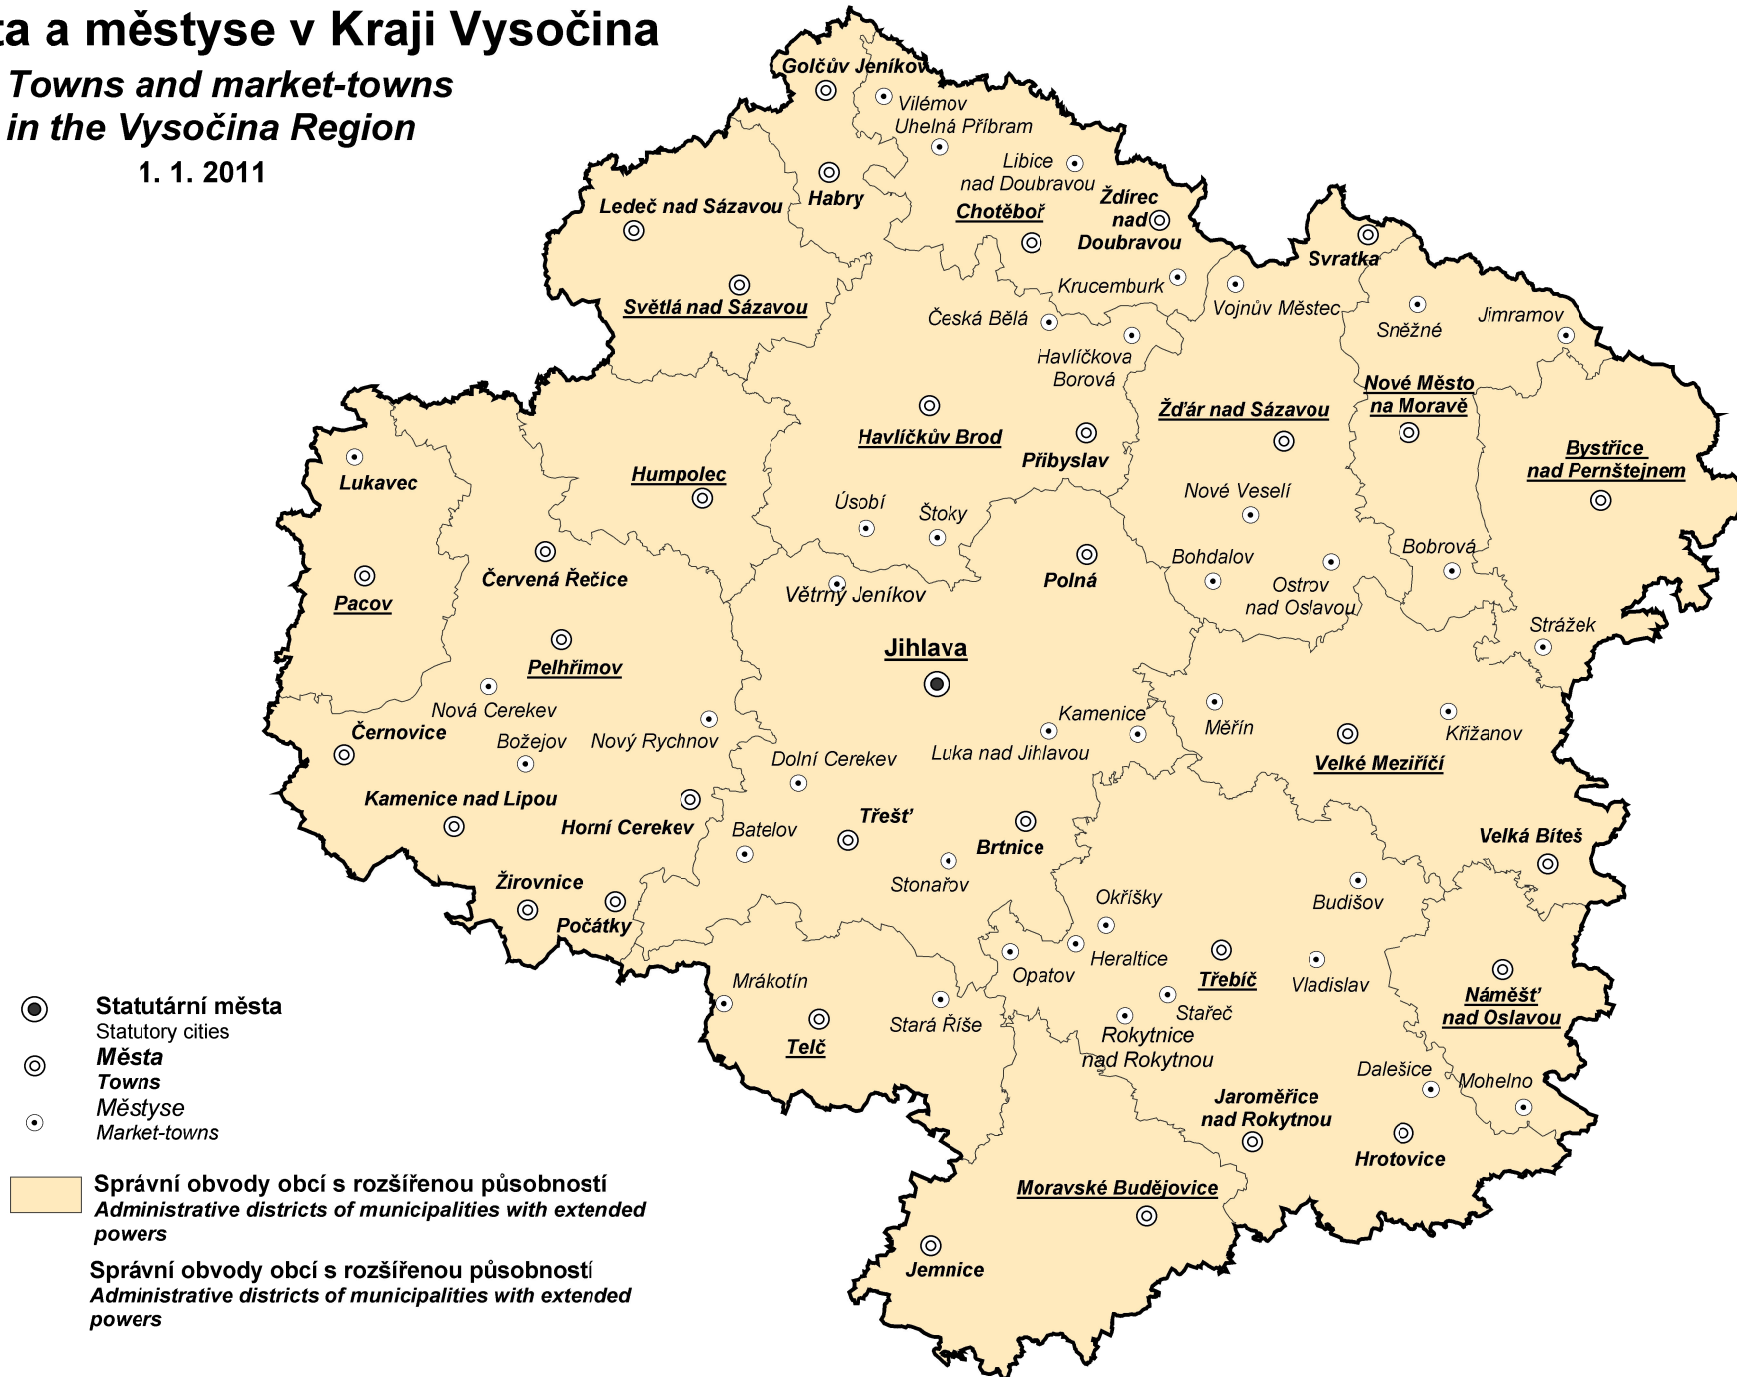 ta a městyse v Kraji Vysočina
Towns and market-towns
in the Vysočina Region
1. 1. 2011
Golčův Jeníkov
Vilémov
Uhelná Příbram
Libice
nad Doubravou
Habry
Ledeč nad Sázavou
Chotěboř
Ždírec
nad
Doubravou
Svratka
Krucemburk
Vojnův Městec
Světlá nad Sázavou
Česká Bělá
Sněžné
Jimramov
Havlíčkova
Borová
Nové Město
na Moravě
Žďár nad Sázavou
Havlíčkův Brod
Přibyslav
Bystřice
nad Pernštejnem
Humpolec
Lukavec
Nové Veselí
Úsobí
Štoky
Bobrová
Bohdalov
Ostrov
nad Oslavou
Červená Řečice
Polná
Větrný Jeníkov
Pacov
Strážek
Jihlava
Pelhřimov
Nová Cerekev
Kamenice
Měřín
Křižanov
Černovice
Božejov
Nový Rychnov
Luka nad Jihlavou
Dolní Cerekev
Velké Meziříčí
Kamenice nad Lipou
Horní Cerekev
Batelov
Třešť
Brtnice
Velká Bíteš
Žirovnice
Stonařov
Okříšky
Budišov
Počátky
Heraltice
Opatov
Mrákotín
Třebíč
Vladislav
Náměšť
nad Oslavou
Stará Říše
Stařeč
Telč
Rokytnice
nad Rokytnou
Dalešice
Mohelno
Jaroměřice
nad Rokytnou
Hrotovice
Moravské Budějovice
Jemnice
Statutární města
Statutory cities
Města
Towns
Městyse
Market-towns
Správní obvody obcí s rozšířenou působností
Administrative districts of municipalities with extended
powers
Správní obvody obcí s rozšířenou působností
Administrative districts of municipalities with extended
powers